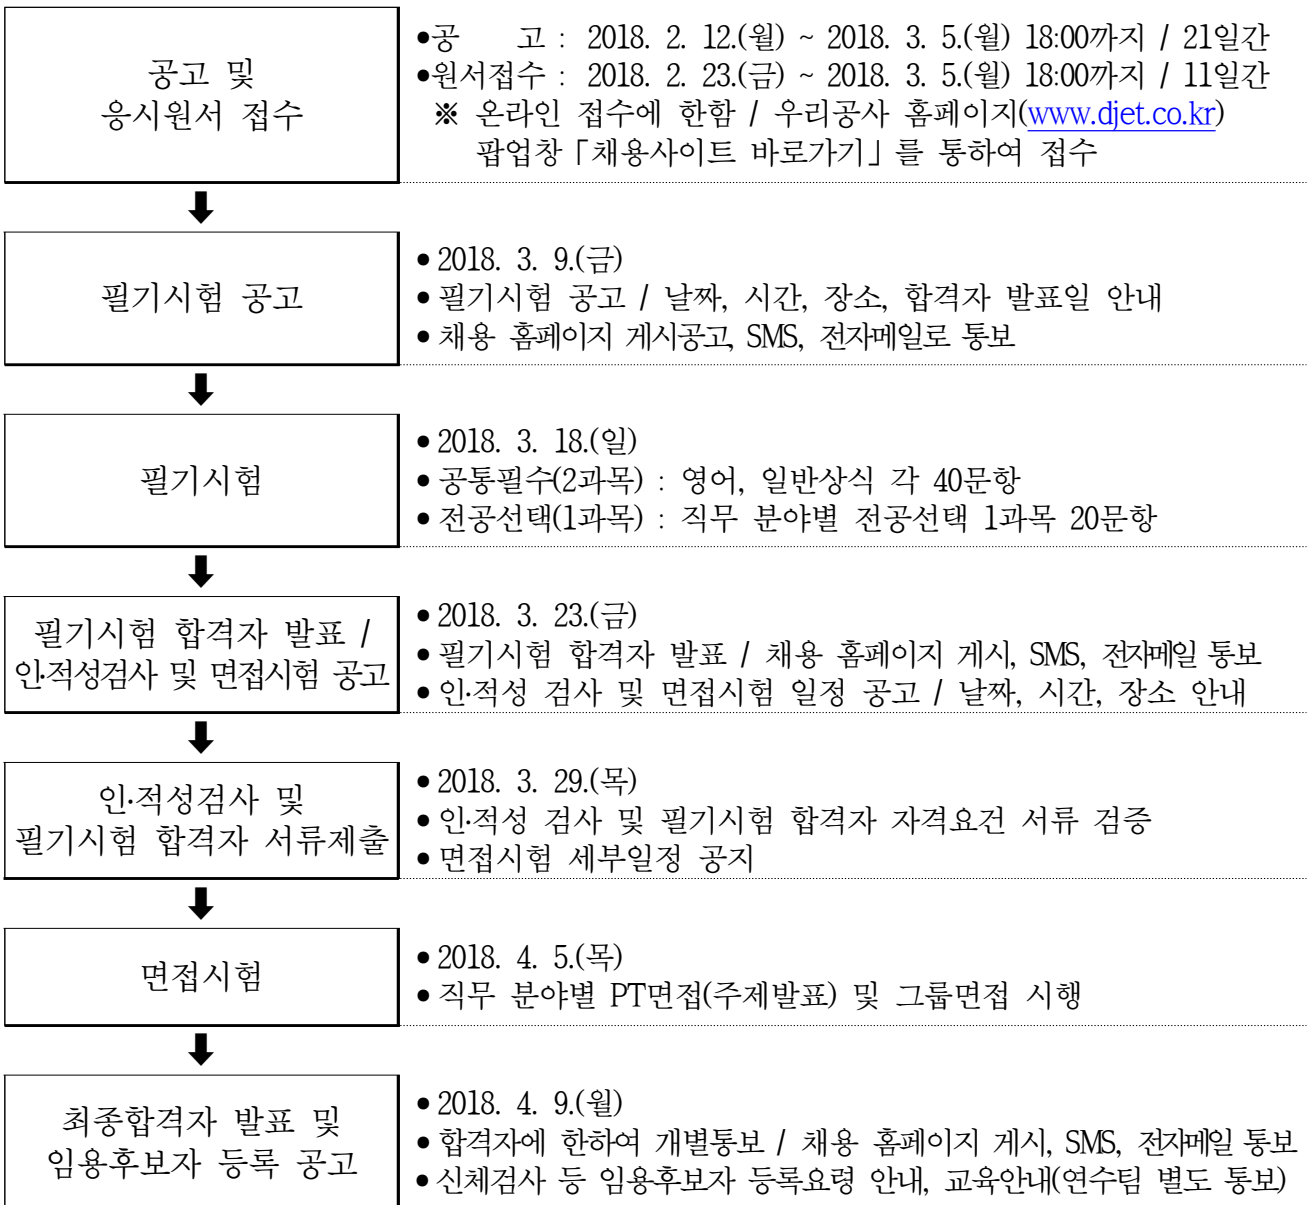 공고 및
응시원서 접수
●공 고 : 2018. 2. 12.(월) ~ 2018. 3. 5.(월) 18:00까지 / 21일간
●원서접수 : 2018. 2. 23.(금) ~ 2018. 3. 5.(월) 18:00까지 / 11일간
※ 온라인 접수에 한함 / 우리공사 홈페이지(www.djet.co.kr)
팝업창「채용사이트 바로가기」를 통하여 접수
필기시험 공고
● 2018. 3. 9.(금)
● 필기시험 공고 / 날짜, 시간, 장소, 합격자 발표일 안내
● 채용 홈페이지 게시공고, SMS, 전자메일로 통보
필기시험
● 2018. 3. 18.(일)
● 공통필수(2과목) : 영어, 일반상식 각 40문항
● 전공선택(1과목) : 직무 분야별 전공선택 1과목 20문항
필기시험 합격자 발표 /
인·적성검사 및 면접시험 공고
● 2018. 3. 23.(금)
● 필기시험 합격자 발표 / 채용 홈페이지 게시, SMS, 전자메일 통보
● 인·적성 검사 및 면접시험 일정 공고 / 날짜, 시간, 장소 안내
인·적성검사 및
필기시험 합격자 서류제출
● 2018. 3. 29.(목)
● 인·적성 검사 및 필기시험 합격자 자격요건 서류 검증
● 면접시험 세부일정 공지
면접시험
● 2018. 4. 5.(목)
● 직무 분야별 PT면접(주제발표) 및 그룹면접 시행
최종합격자 발표 및
임용후보자 등록 공고
● 2018. 4. 9.(월)
● 합격자에 한하여 개별통보 / 채용 홈페이지 게시, SMS, 전자메일 통보
● 신체검사 등 임용후보자 등록요령 안내, 교육안내(연수팀 별도 통보)